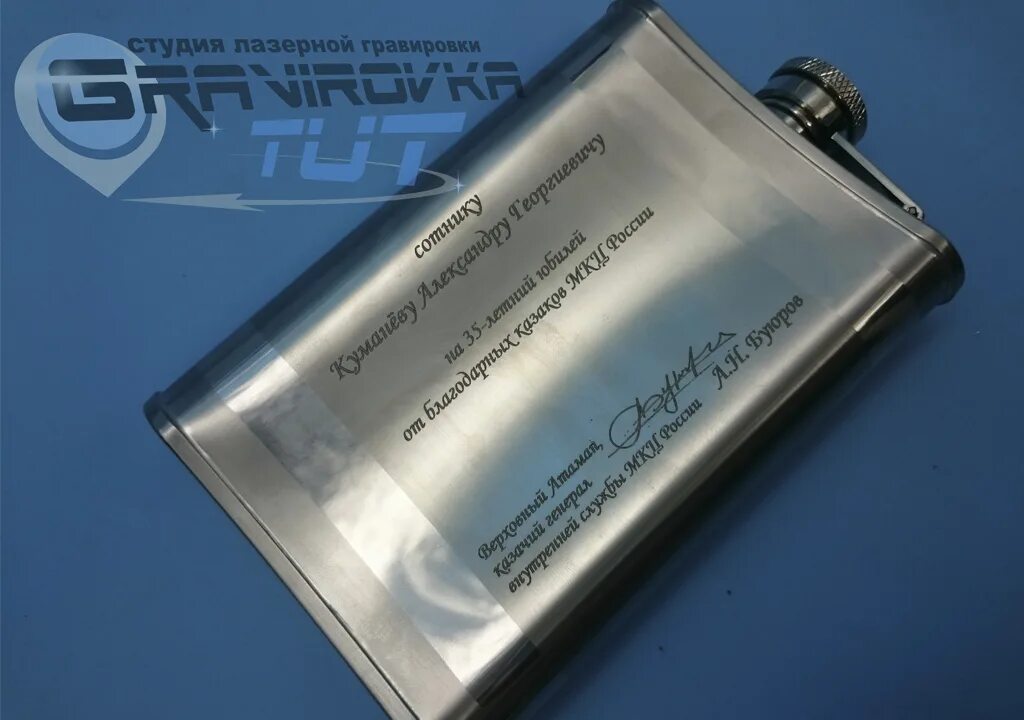 студия лазерной гравировки
GRAVIROVKA
TUT
сотнику
Куманёву Александру Георгиевичу
на 35-летний юбилей
от благодарных казаков МКЦ России
Верховный Атаман,
казачий генерал
внутренней службы МКЦ России А.Н. Бугоров